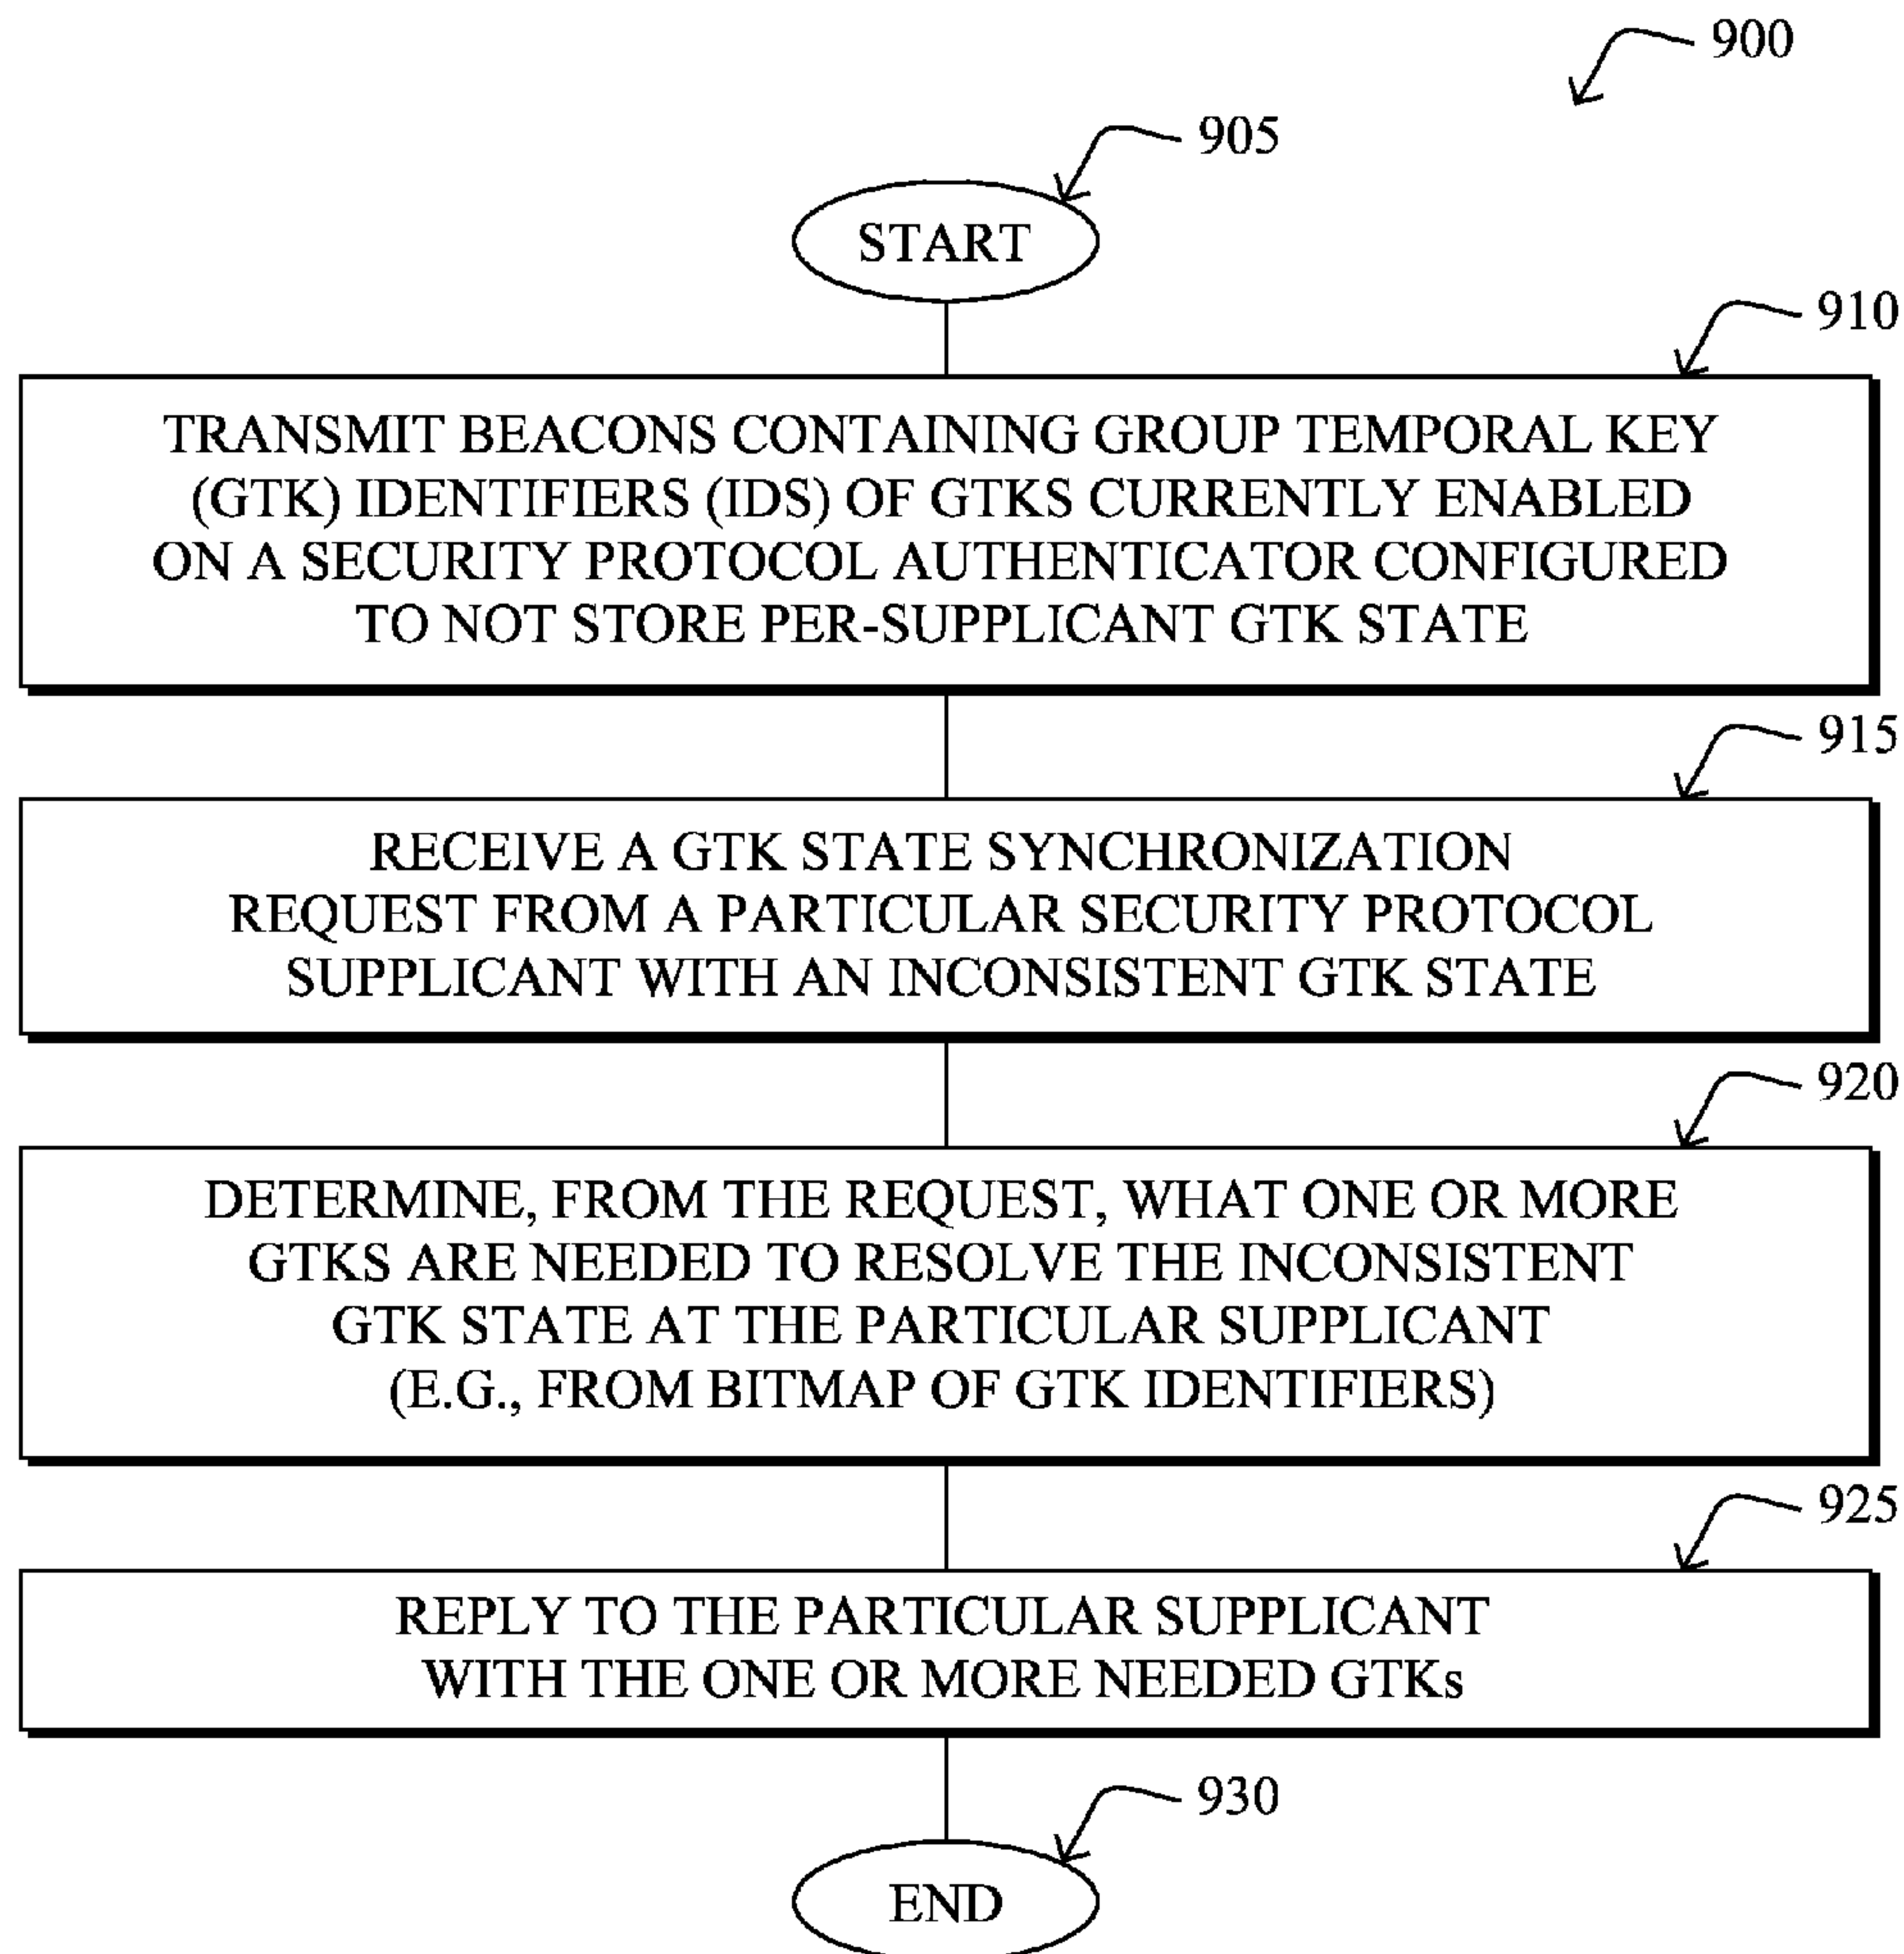 900
905
START
910
TRANSMIT BEACONS CONTAINING GROUP TEMPORAL KEY
(GTK) IDENTIFIERS (IDS) OF GTKS CURRENTLY ENABLED
ON A SECURITY PROTOCOL AUTHENTICATOR CONFIGURED
TO NOT STORE PER-SUPPLICANT GTK STATE
915
RECEIVE A GTK STATE SYNCHRONIZATION
REQUEST FROM A PARTICULAR SECURITY PROTOCOL
SUPPLICANT WITH AN INCONSISTENT GTK STATE
920
DETERMINE, FROM THE REQUEST, WHAT ONE OR MORE
GTKS ARE NEEDED TO RESOLVE THE INCONSISTENT
GTK STATE AT THE PARTICULAR SUPPLICANT
(E.G., FROM BITMAP OF GTK IDENTIFIERS)
925
REPLY TO THE PARTICULAR SUPPLICANT
WITH THE ONE OR MORE NEEDED GTKs
930
END